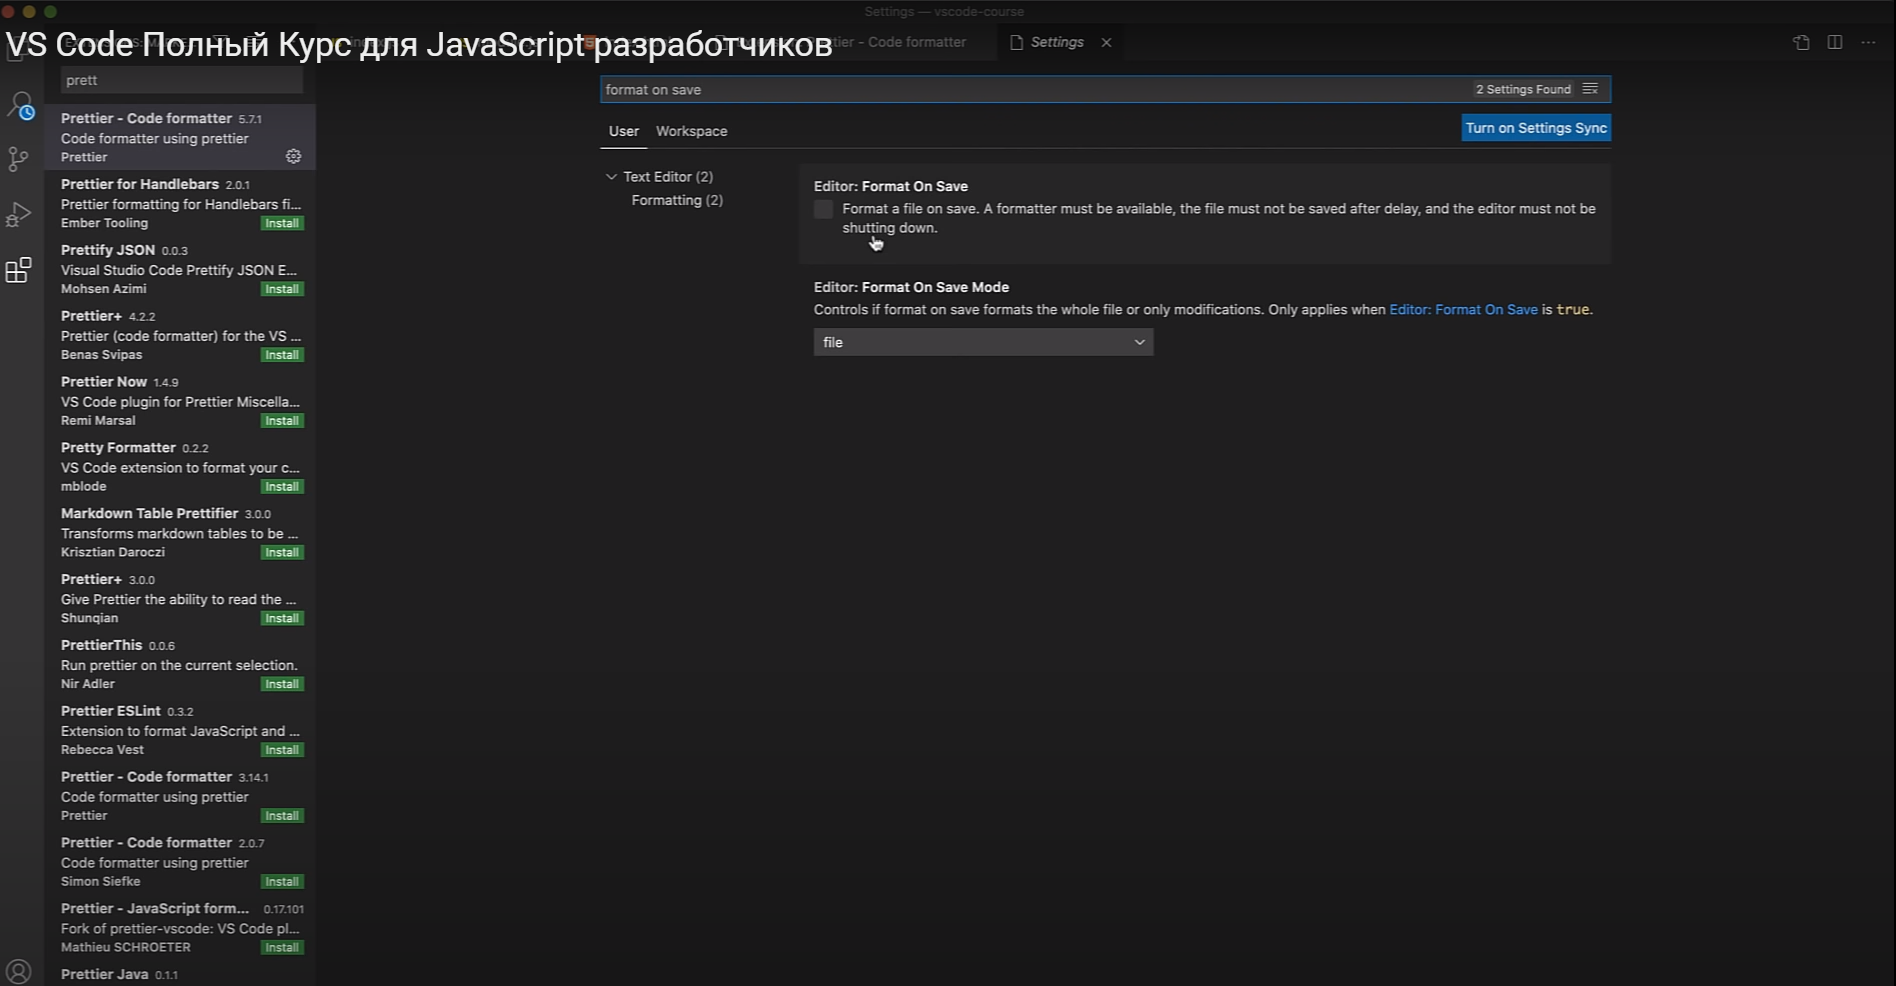 Settings — vscode-course
VS Code Полный Курс для JavaScript разработчиков
ier - Code formatter
Settings
prett
Prettier - Code formatter 5.7.1
Code formatter using prettier
Prettier
Prettier for Handlebars 2.0.1
Prettier formatting for Handlebars fi...
Ember Tooling Install
Prettify JSON 0.0.3
Visual Studio Code Prettify JSON E...
Mohsen Azimi Install
Prettier+ 4.2.2
Prettier (code formatter) for the VS ...
Benas Svipas Install
Prettier Now 1.4.9
VS Code plugin for Prettier Miscella...
Remi Marsal Install
Pretty Formatter 0.2.2
VS Code extension to format your c...
mblode Install
Markdown Table Prettifier 3.0.0
Transforms markdown tables to be ...
Krisztian Daroczi Install
Prettier+ 3.0.0
Give Prettier the ability to read the ...
Shunqian Install
PrettierThis 0.0.6
Run prettier on the current selection.
Nir Adler Install
Prettier ESLint 0.3.2
Extension to format JavaScript and ...
Rebecca Vest Install
Prettier - Code formatter 3.14.1
Code formatter using prettier
Prettier Install
Prettier - Code formatter 2.0.7
Code formatter using prettier
Simon Siefke Install
Prettier - JavaScript form... 0.17.101
Fork of prettier-vscode: VS Code pl...
Mathieu SCHROETER Install
Prettier Java 0.1.1
format on save 2 Settings Found
User Workspace Turn on Settings Sync
Text Editor (2)
Formatting (2)
Editor: Format On Save
Format a file on save. A formatter must be available, the file must not be saved after delay, and the editor must not be
shutting down.
Editor: Format On Save Mode
Controls if format on save formats the whole file or only modifications. Only applies when Editor: Format On Save is true.
file